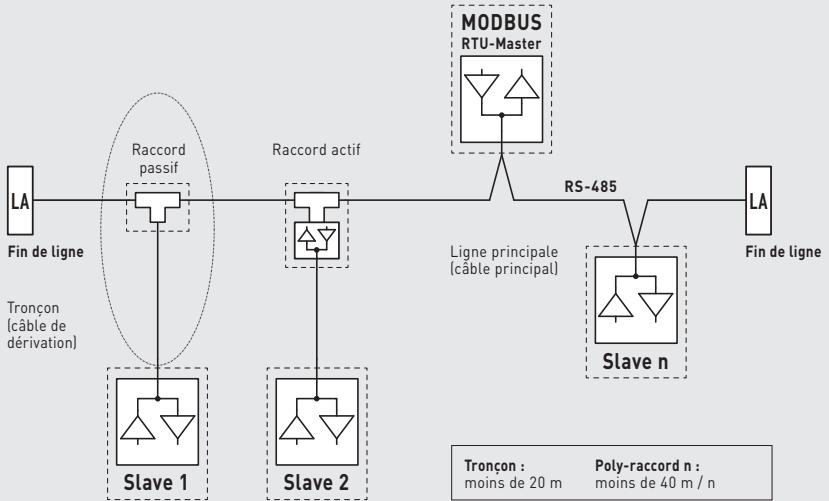 MODBUS
RTU-Master
Raccord
passif
Raccord actif
RS-485
LA
LA
Fin de ligne
Ligne principale
(câble principal)
Fin de ligne
Tronçon
(câble de
dérivation)
Slave n
Slave 1
Slave 2
Tronçon :
moins de 20 m
Poly-raccord n :
moins de 40 m / n